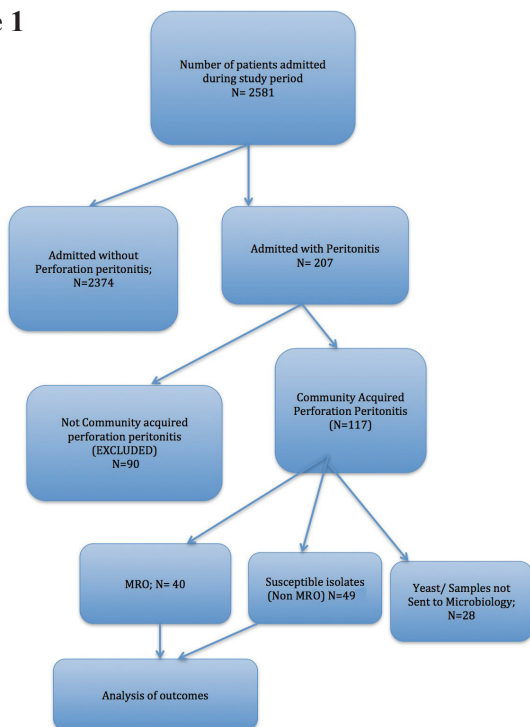 e 1
Number of patients admitted
during study period
N= 2581
Admitted without
Perforation peritonitis;
N=2374
Admitted with Peritonitis
N= 207
Not Community acquired
perforation peritonitis
(EXCLUDED)
N=90
Community Acquired
Perforation Peritonitis
(N=117)
MRO; N= 40
Susceptible isolates
(Non MRO) N=49
Yeast/ Samples not
Sent to Microbiology;
N=28
Analysis of outcomes